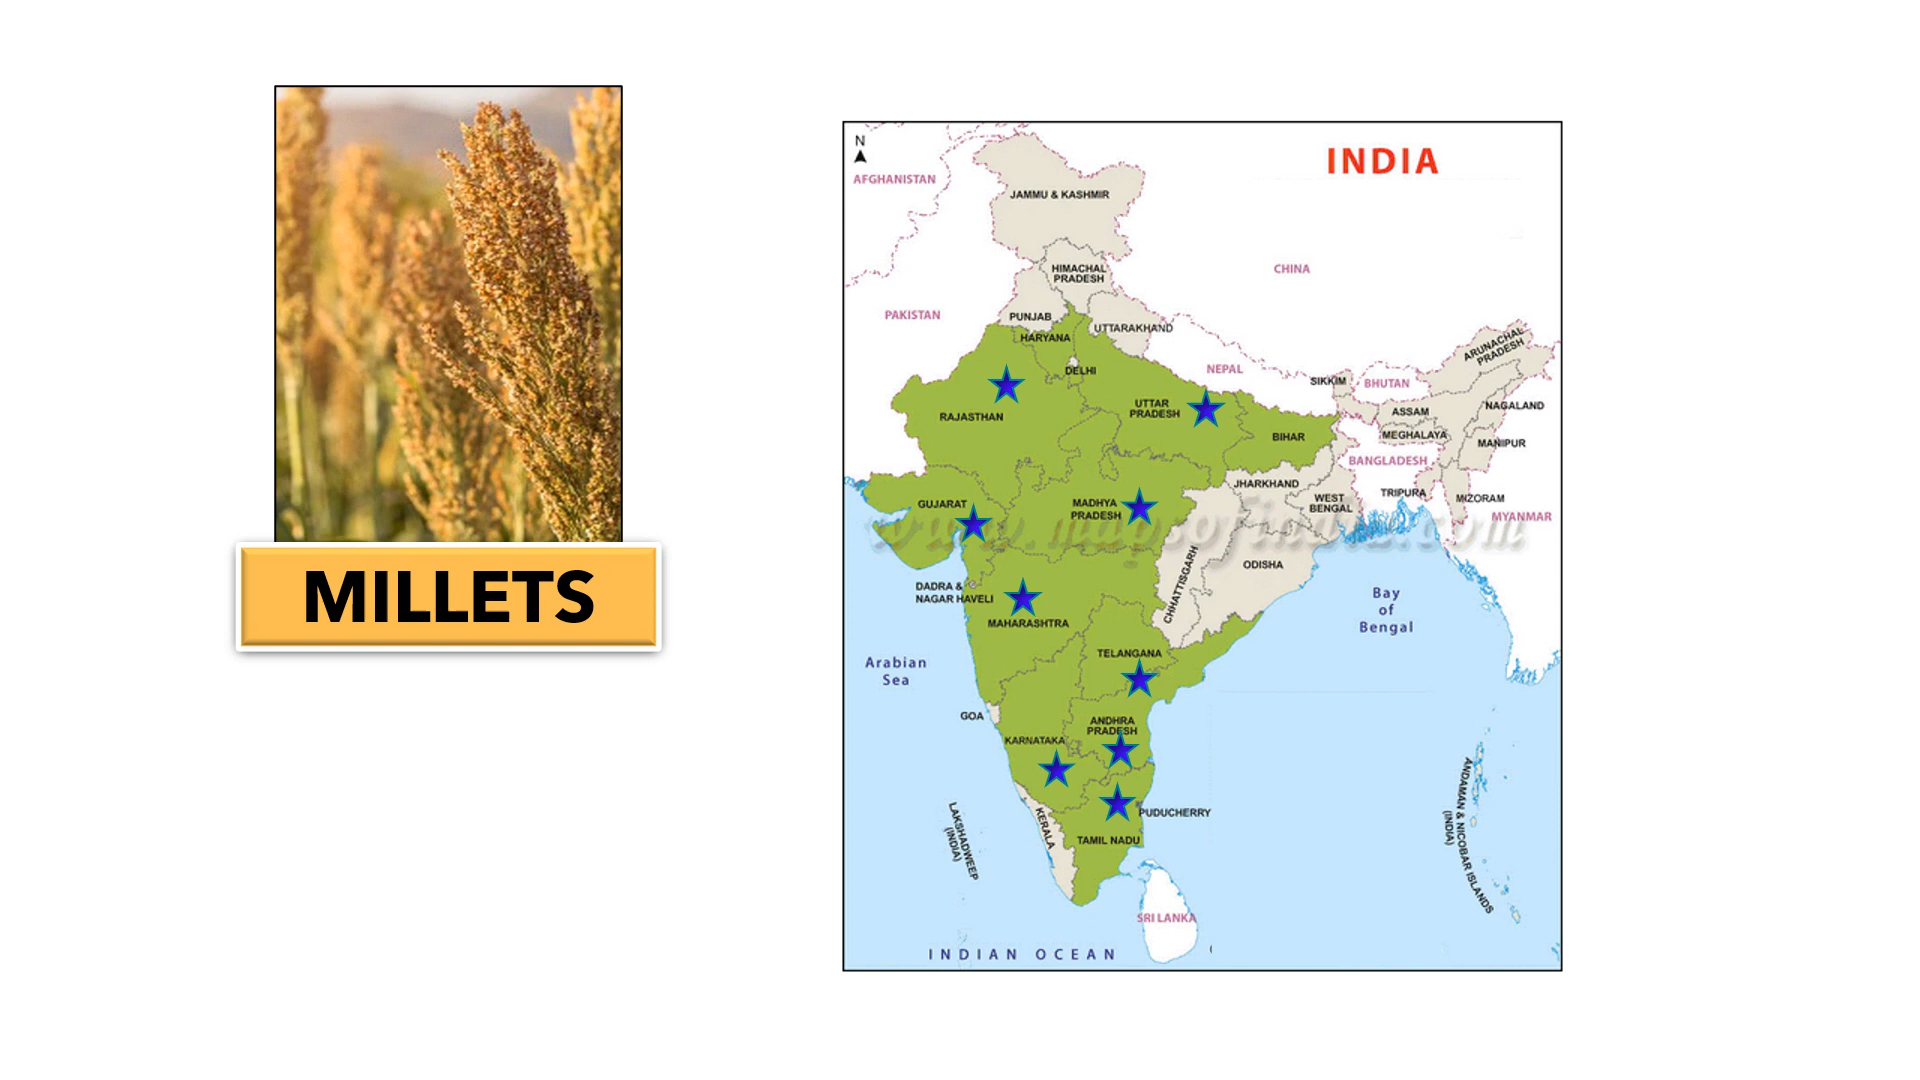 MILLETS
INDIA
N
AFGHANISTAN
JAMMU & KASHMIR
CHINA
HIMACHAL
PRADESH
PAKISTAN
PUNJAB
UTTARAKHAND
HARYANA
DELHI
NEPAL
SIKKIM
BHUTAN
ARUNACHAL
PRADESH
RAJASTHAN
UTTAR
PRADESH
BIHAR
ASSAM
NAGALAND
MEGHALAYA
MANIPUR
BANGLADESH
GUJARAT
MADHYA
PRADESH
JHARKHAND
WEST
BENGAL
TRIPURA
MIZORAM
MYANMAR
www.mapsofindia.com
CHHATTISGARH
ODISHA
DADRA &
NAGAR HAVELI
MAHARASHTRA
Bay
of
Bengal
Arabian
Sea
TELANGANA
GOA
ANDHRA
PRADESH
KARNATAKA
LAKSHADWEEP
(INDIA)
KERALA
PUDUCHERRY
TAMIL NADU
ANDAMAN & NICOBAR ISLANDS
(INDIA)
SRI LANKA
INDIAN OCEAN